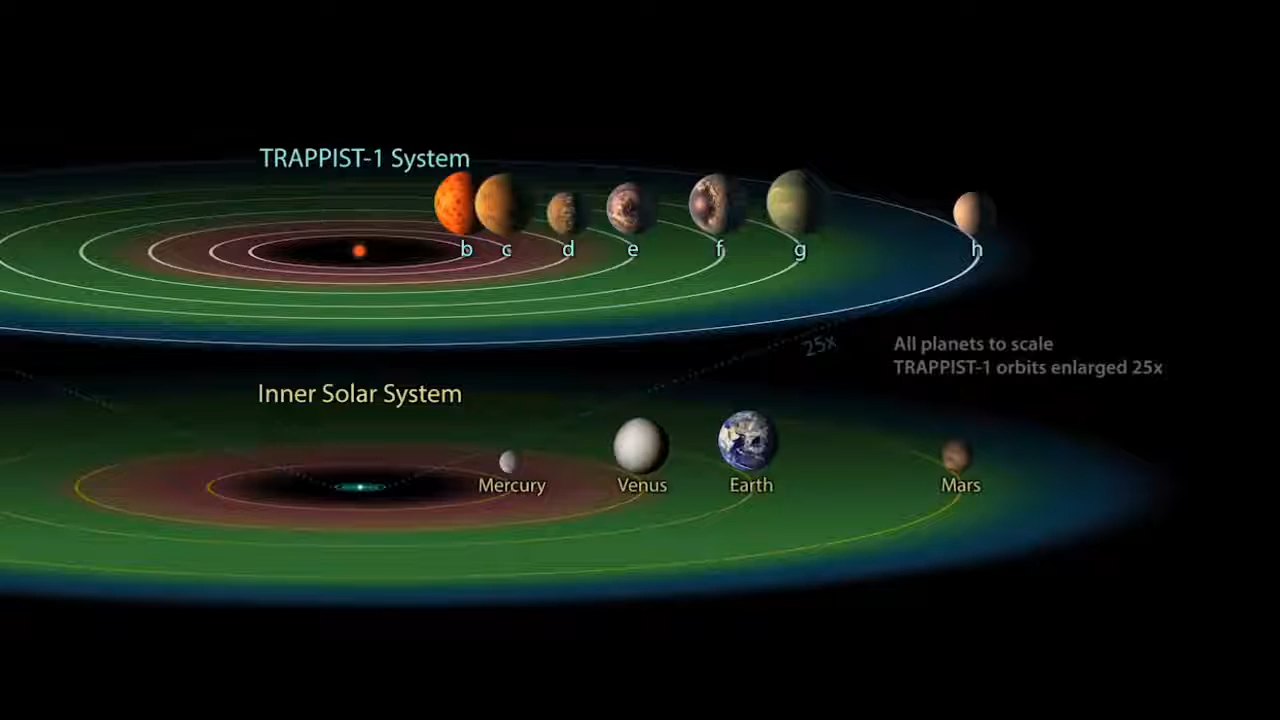 TRAPPIST-1 System
b c d e f g h
25x
All planets to scale
TRAPPIST-1 orbits enlarged 25x
Inner Solar System
Mercury Venus Earth Mars